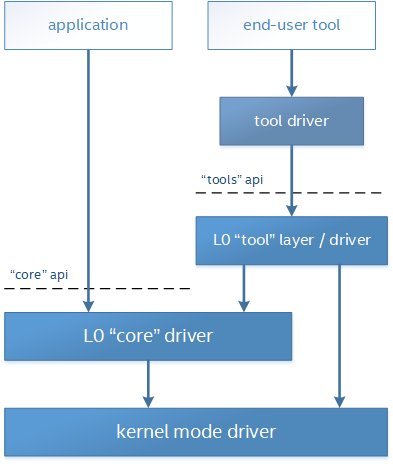 application
end-user tool
tool driver
“tools” api
L0 “tool” layer / driver
“core” api
L0 “core” driver
kernel mode driver